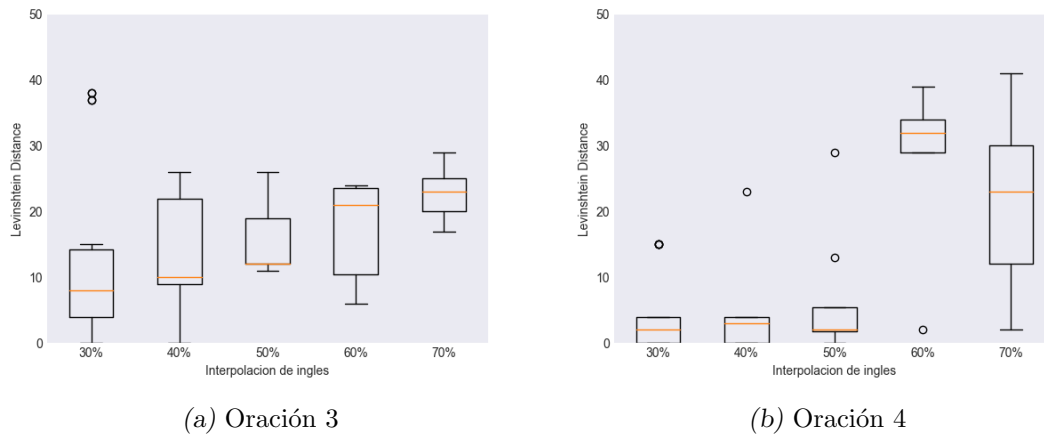 50
40
30
20
10
0
Levinshtein Distance
30% 40% 50% 60% 70%
Interpolacion de ingles
(a) Oración 3
50
40
30
20
10
0
Levinshtein Distance
30% 40% 50% 60% 70%
Interpolacion de ingles
(b) Oración 4